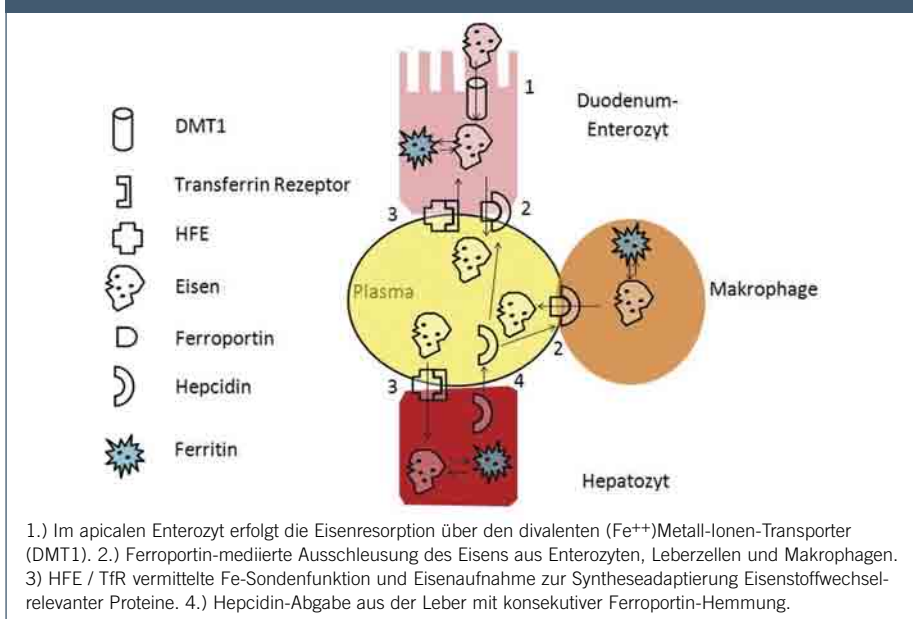 DMT1
Transferrin Rezeptor
HFE
Eisen
Ferroportin
Hepcidin
Ferritin
1
Duodenum-
Enterozyt
3
2
Plasma
Makrophage
2
3
4
Hepatozyt
1.) Im apicalen Enterozyt erfolgt die Eisenresorption über den divalenten (Fe⁺⁺)Metall-Ionen-Transporter
(DMT1). 2.) Ferroportin-mediierte Ausschleusung des Eisens aus Enterozyten, Leberzellen und Makrophagen.
3) HFE / TfR vermittelte Fe-Sondenfunktion und Eisenaufnahme zur Syntheseadaptierung Eisenstoffwechsel-
relevanter Proteine. 4.) Hepcidin-Abgabe aus der Leber mit konsekutiver Ferroportin-Hemmung.